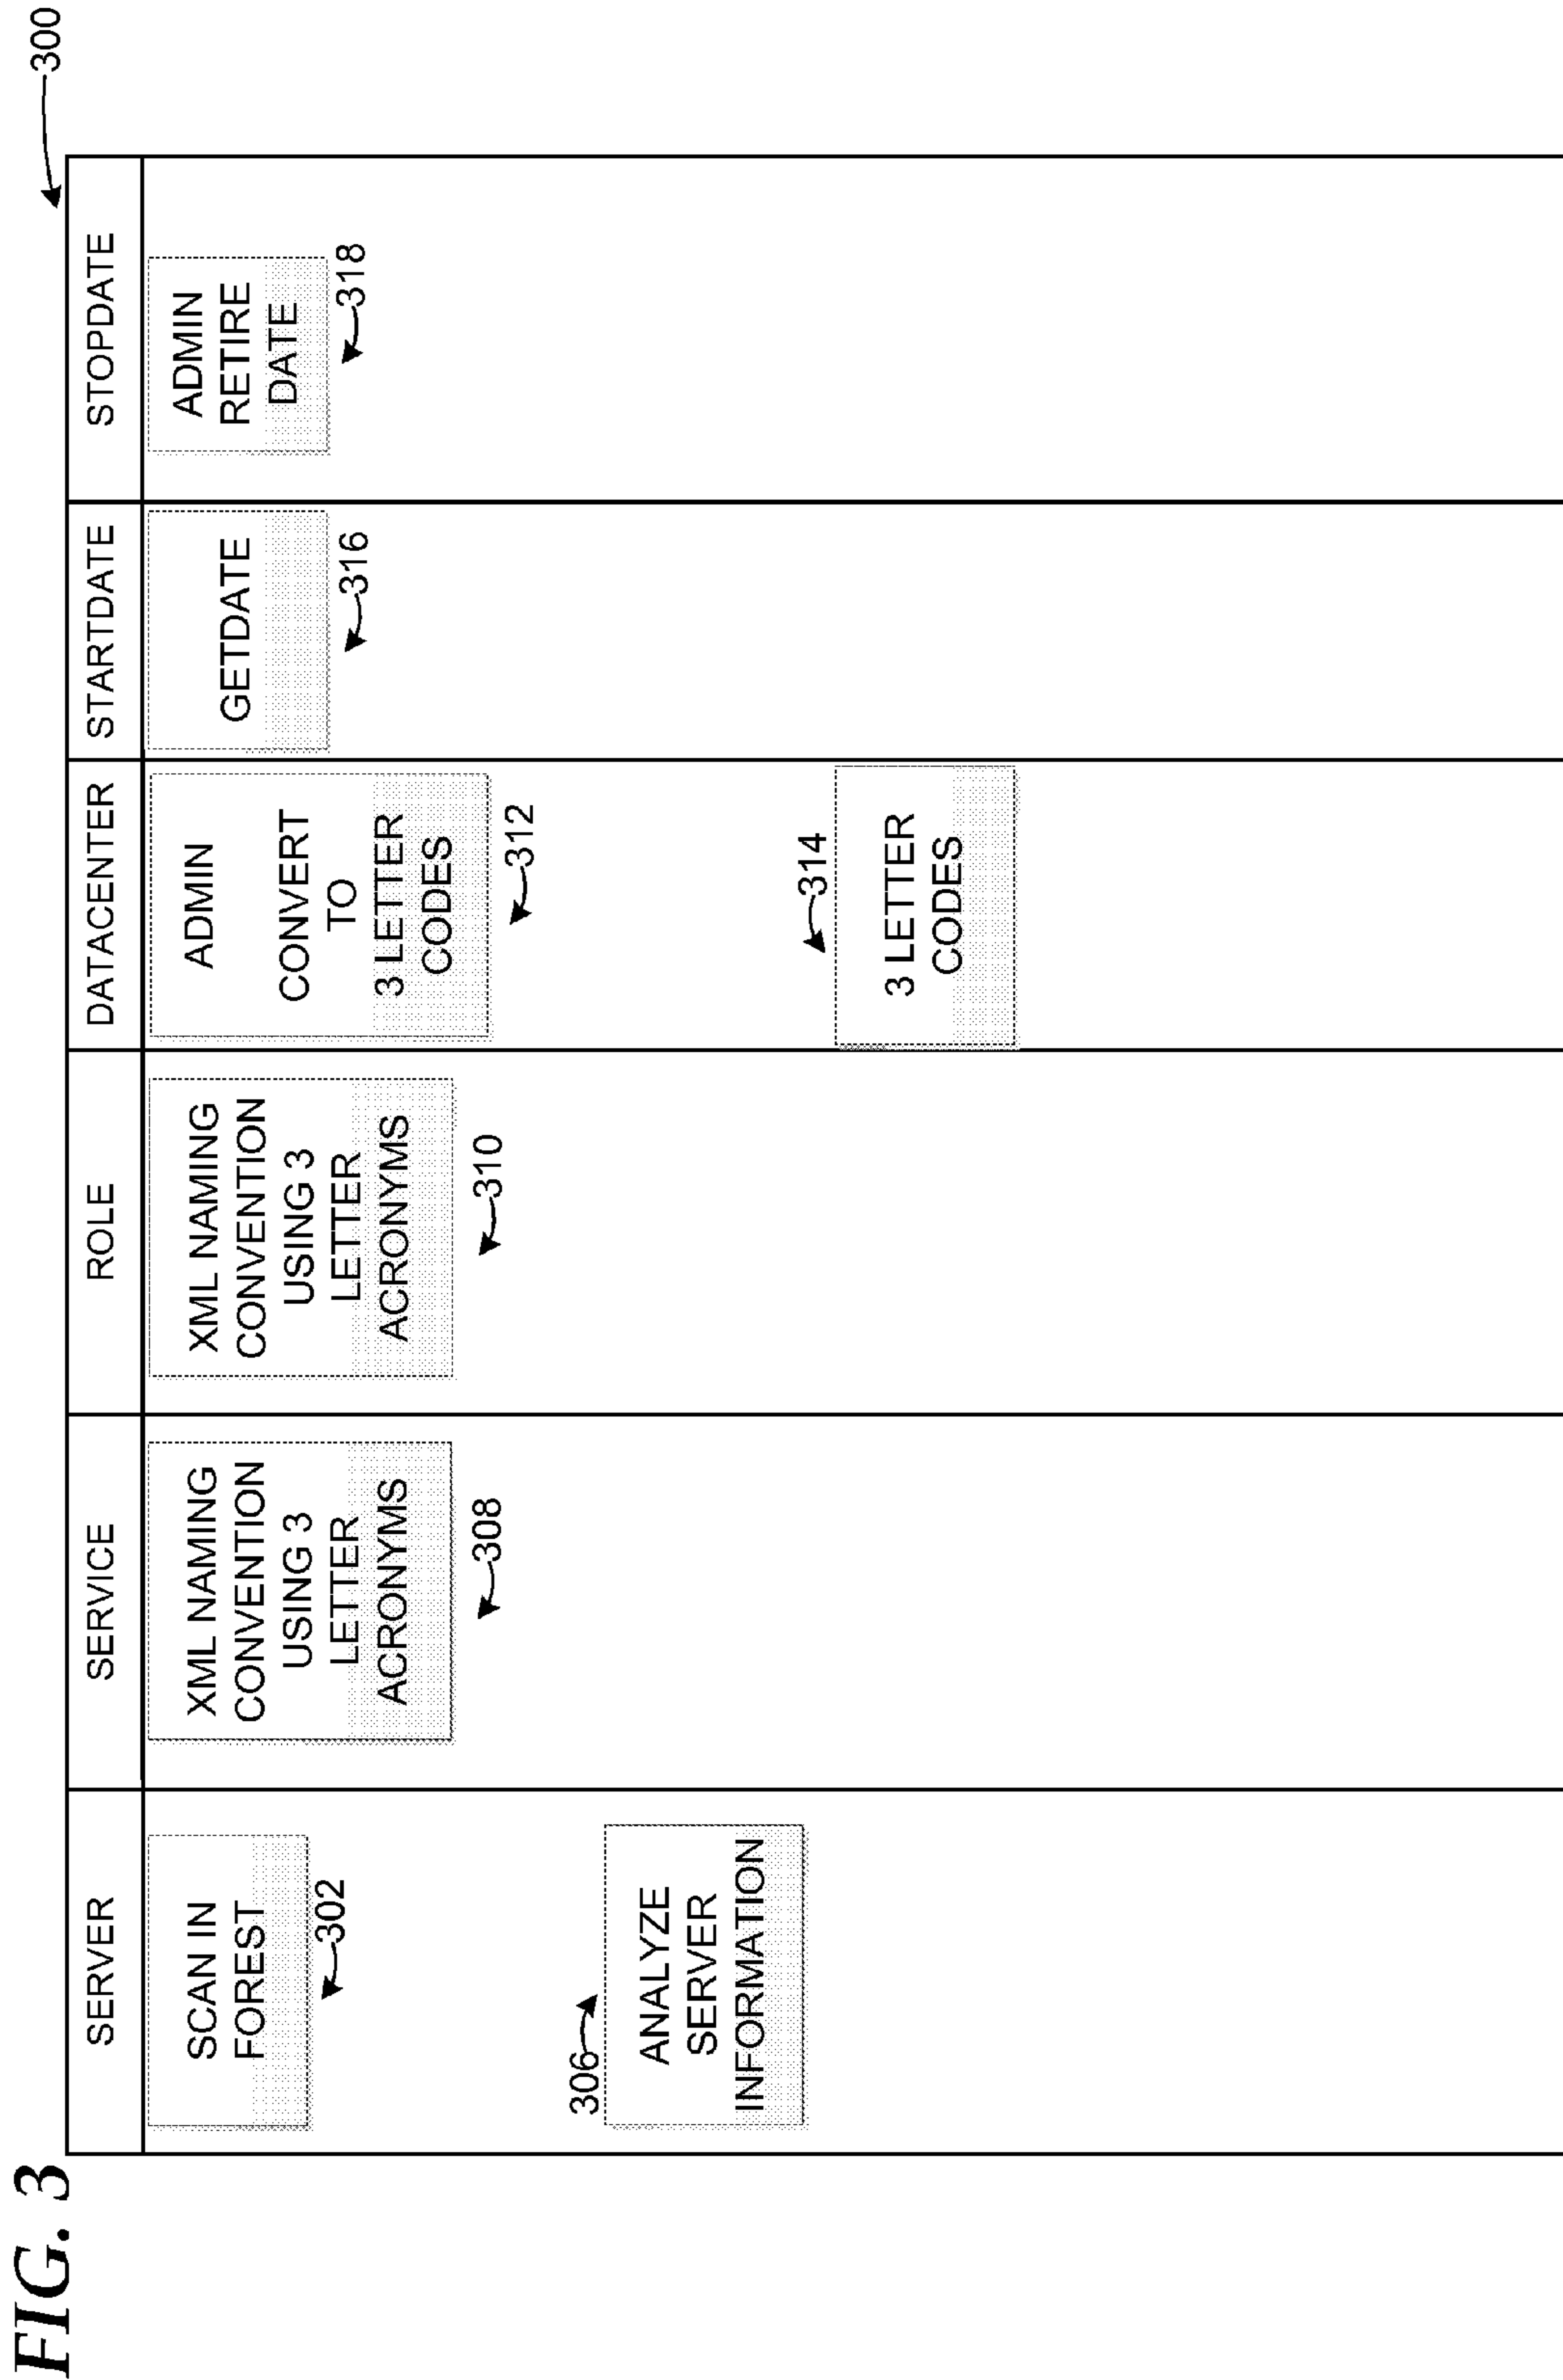 FIG. 3
300
SERVER
SERVICE
ROLE
DATACENTER
STARTDATE
STOPDATE
SCAN IN
FOREST
302
306
ANALYZE
SERVER
INFORMATION
XML NAMING
CONVENTION
USING 3
LETTER
ACRONYMS
308
XML NAMING
CONVENTION
USING 3
LETTER
ACRONYMS
310
ADMIN
CONVERT
TO
3 LETTER
CODES
312
314
3 LETTER
CODES
GETDATE
316
ADMIN
RETIRE
DATE
318